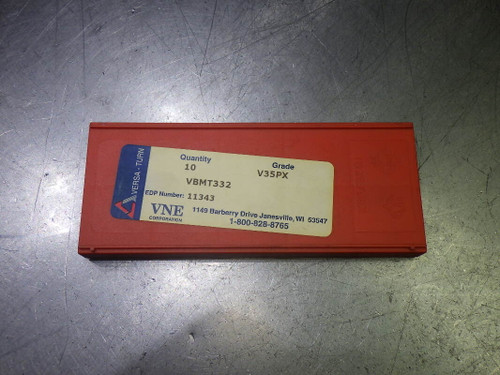 VERSA - TURN
Quantity Grade
10 V35PX
VBMT332
EDP Number: 11343
VNE
CORPORATION
1149 Barberry Drive Janesville, WI 53547
1-800-828-8765